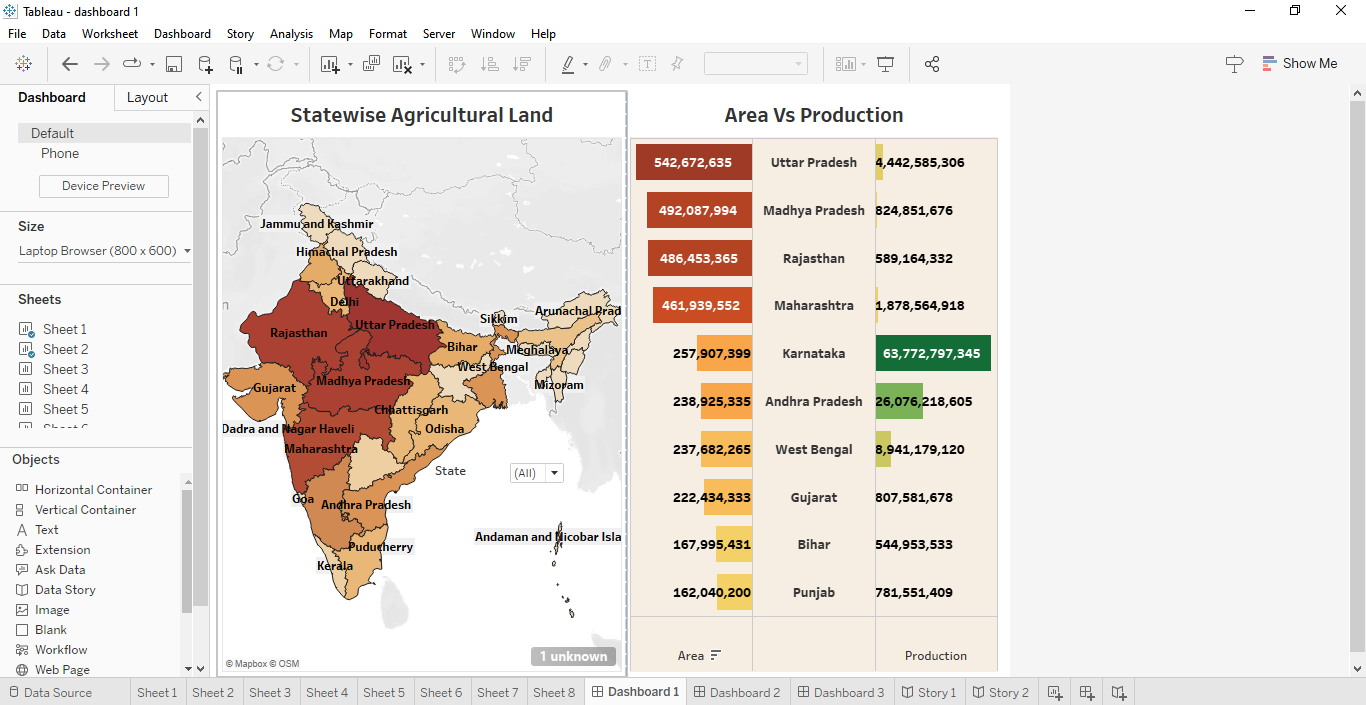 Tableau - dashboard 1
File Data Worksheet Dashboard Story Analysis Map Format Server Window Help
Show Me
Dashboard Layout
Default
Phone
Device Preview
Size
Laptop Browser (800 x 600)
Sheets
Sheet 1
Sheet 2
Sheet 3
Sheet 4
Sheet 5
Objects
Horizontal Container
Vertical Container
Text
Extension
Ask Data
Data Story
Image
Blank
Workflow
Web Page
Statewise Agricultural Land
Jammu and Kashmir
Himachal Pradesh
Uttarakhand
Delhi
Arunachal Prad
Sikkim
Uttar Pradesh
Rajasthan
Bihar
Meghalaya
West Bengal
Madhya Pradesh
Mizoram
Gujarat
Chhattisgarh
Dadra and Nagar Haveli
Odisha
Maharashtra
State
(All)
Goa
Andhra Pradesh
Andaman and Nicobar Isla
Puducherry
Kerala
1 unknown
© Mapbox © OSM
Area Vs Production
542,672,635 Uttar Pradesh 4,442,585,306
492,087,994 Madhya Pradesh 824,851,676
486,453,365 Rajasthan 589,164,332
461,939,552 Maharashtra 1,878,564,918
257,907,399 Karnataka 63,772,797,345
238,925,335 Andhra Pradesh 26,076,218,605
237,682,265 West Bengal 8,941,179,120
222,434,333 Gujarat 807,581,678
167,995,431 Bihar 544,953,533
162,040,200 Punjab 781,551,409
Area Production
Data Source Sheet 1 Sheet 2 Sheet 3 Sheet 4 Sheet 5 Sheet 6 Sheet 7 Sheet 8 Dashboard 1 Dashboard 2 Dashboard 3 Story 1 Story 2